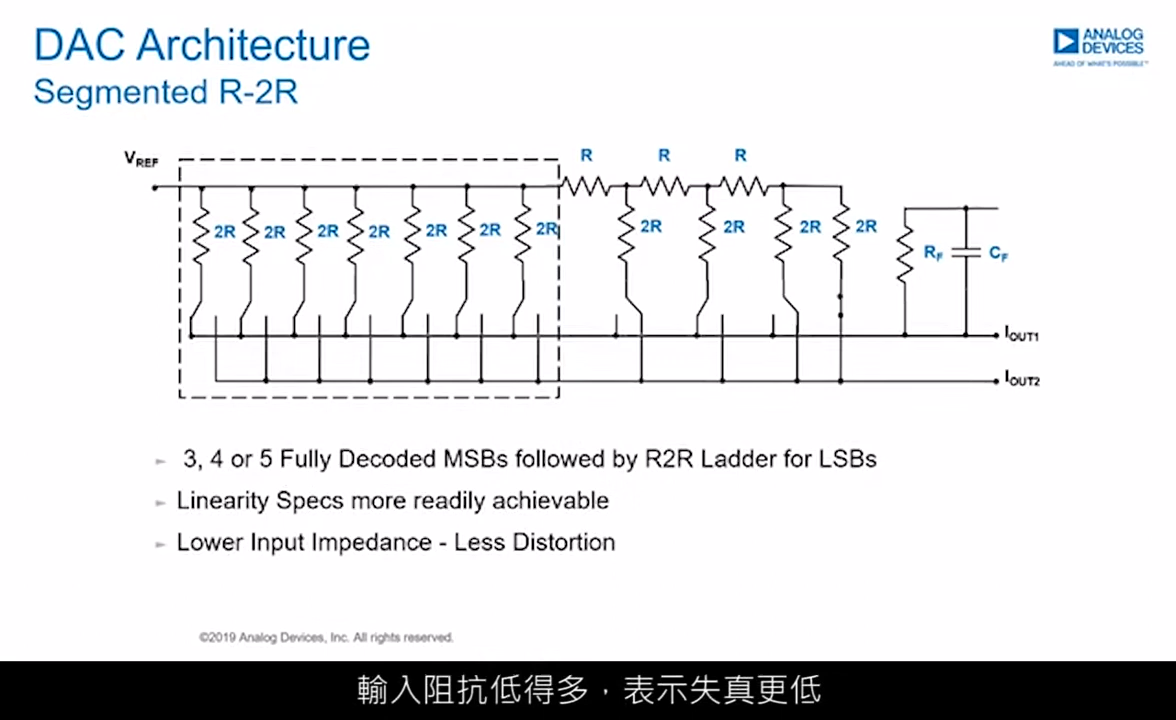 DAC Architecture
Segmented R-2R
ANALOG
DEVICES
AHEAD OF WHAT'S POSSIBLE™
VREF
R R R
2R 2R 2R 2R 2R 2R 2R 2R 2R 2R 2R
RF CF
IOUT1
IOUT2
3, 4 or 5 Fully Decoded MSBs followed by R2R Ladder for LSBs
Linearity Specs more readily achievable
Lower Input Impedance - Less Distortion
©2019 Analog Devices, Inc. All rights reserved.
輸入阻抗低得多，表示失真更低